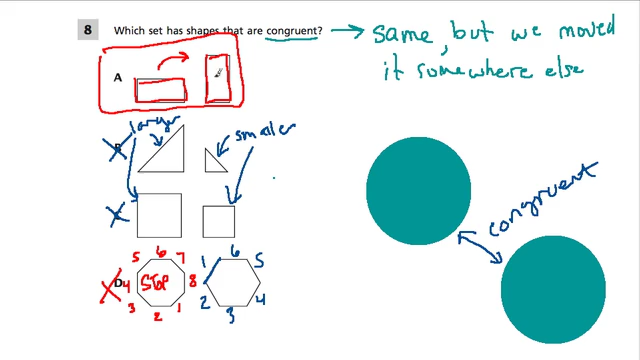 8 Which set has shapes that are congruent? → same, but we moved
it somewhere else
A
larger
smaller
B
C
congruent
5 6 7
4 D STOP 8
3 2 1
1 6 5
2 3 4